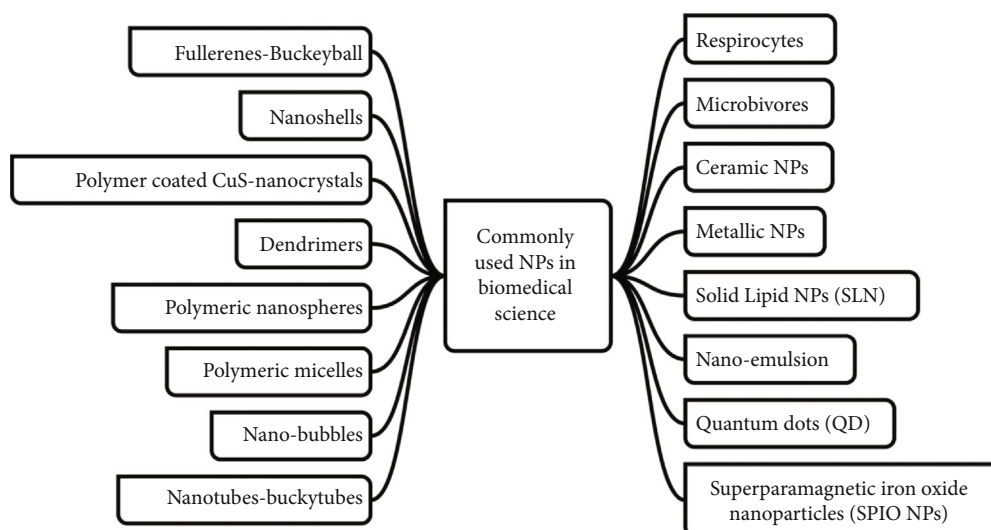 Fullerenes-Buckeyball
Nanoshells
Polymer coated CuS-nanocrystals
Dendrimers
Polymeric nanospheres
Polymeric micelles
Nano-bubbles
Nanotubes-buckytubes
Commonly
used NPs in
biomedical
science
Respirocytes
Microbivores
Ceramic NPs
Metallic NPs
Solid Lipid NPs (SLN)
Nano-emulsion
Quantum dots (QD)
Superparamagnetic iron oxide
nanoparticles (SPIO NPs)